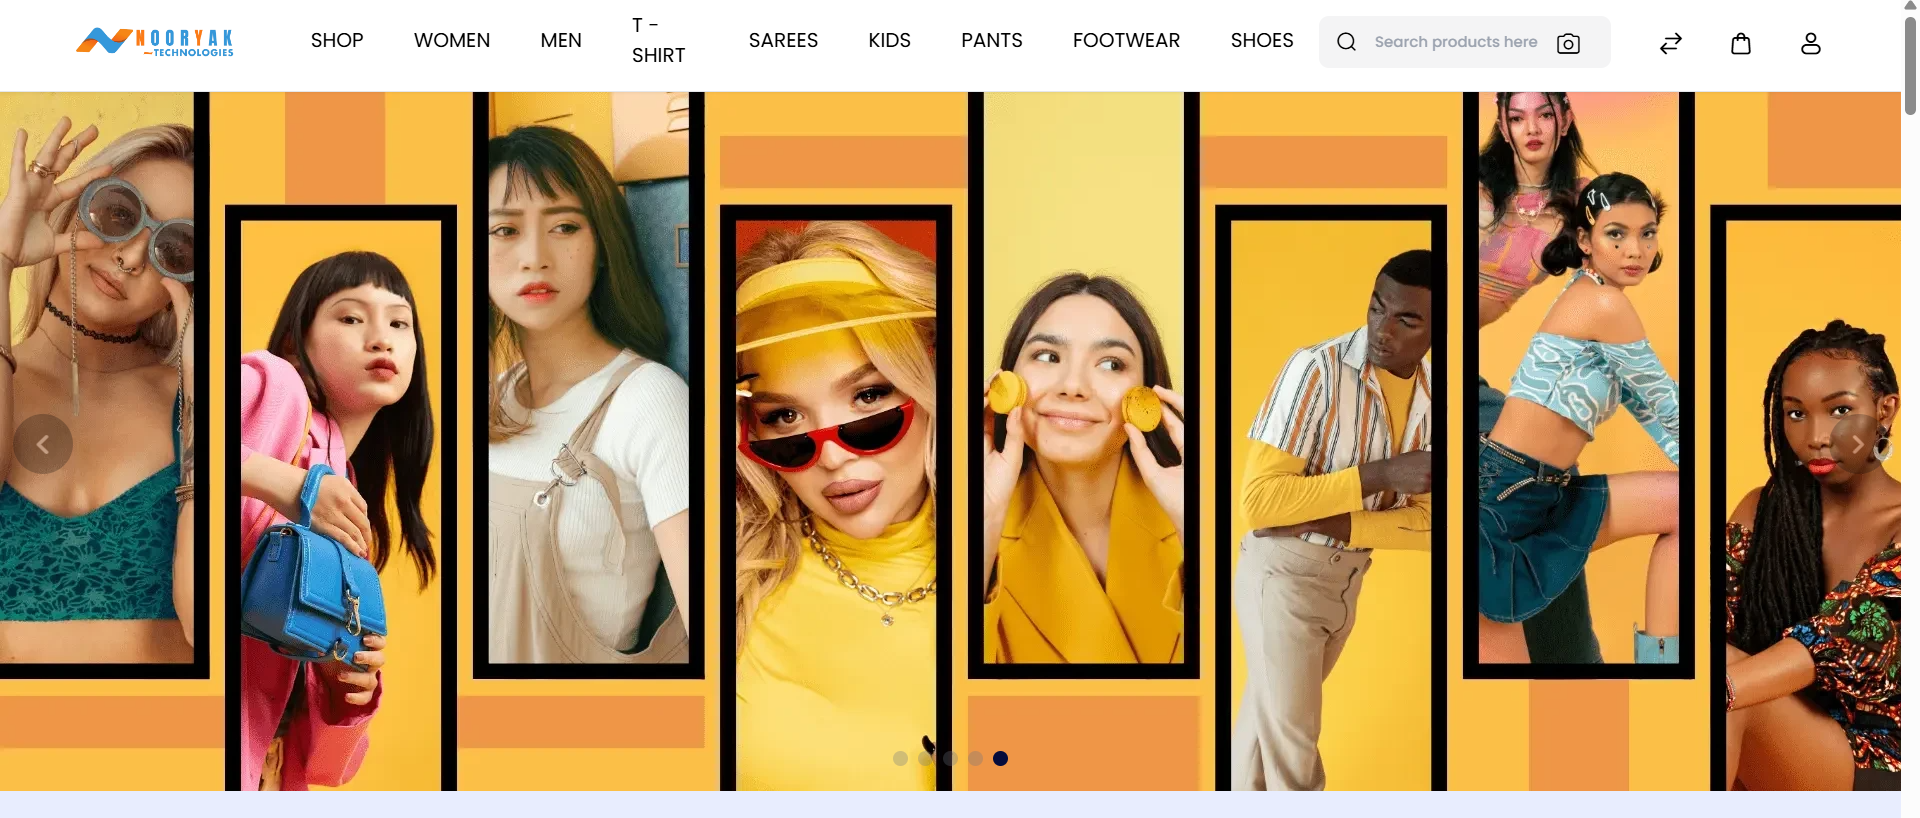 NOORYAK
TECHNOLOGIES
SHOP
WOMEN
MEN
T -
SHIRT
SAREES
KIDS
PANTS
FOOTWEAR
SHOES
Search products here